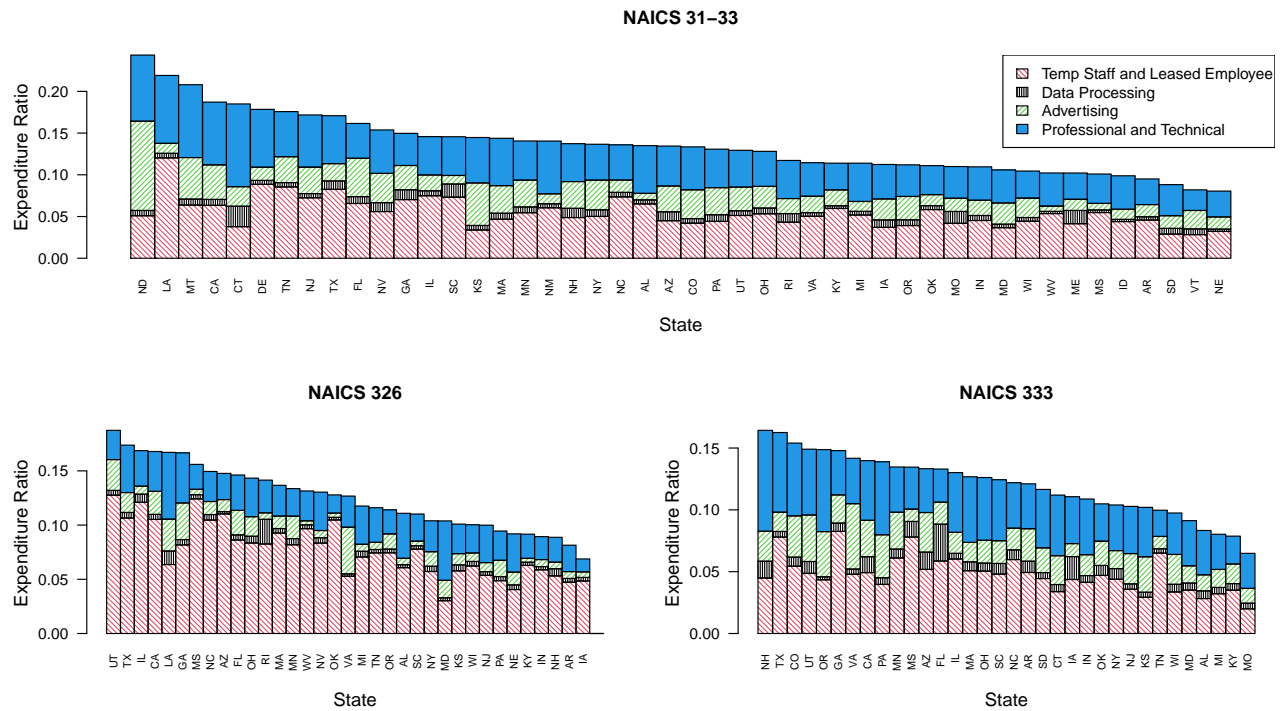 NAICS 31−33
Expenditure Ratio
0.20
0.15
0.10
0.05
0.00
Temp Staff and Leased Employee
Data Processing
Advertising
Professional and Technical
ND LA MT CA CT DE TN NJ TX FL NV GA IL SC KS MA MN NM NH NY NC AL AZ CO PA UT OH RI VA KY MI IA OR OK MO IN MD WI WV ME MS ID AR SD VT NE
State
NAICS 326
Expenditure Ratio
0.15
0.10
0.05
0.00
UT TX IL CA LA GA MS NC AZ FL OH RI MA MN WV NV OK VA MI TN OR AL SC NY MD KS WI NJ PA NE KY IN NH AR IA
State
NAICS 333
Expenditure Ratio
0.15
0.10
0.05
0.00
NH TX CO UT OR GA VA CA PA MN MS AZ FL IL MA OH SC NC AR SD CT IA IN OK NY NJ KS TN WI MD AL MI KY MO
State